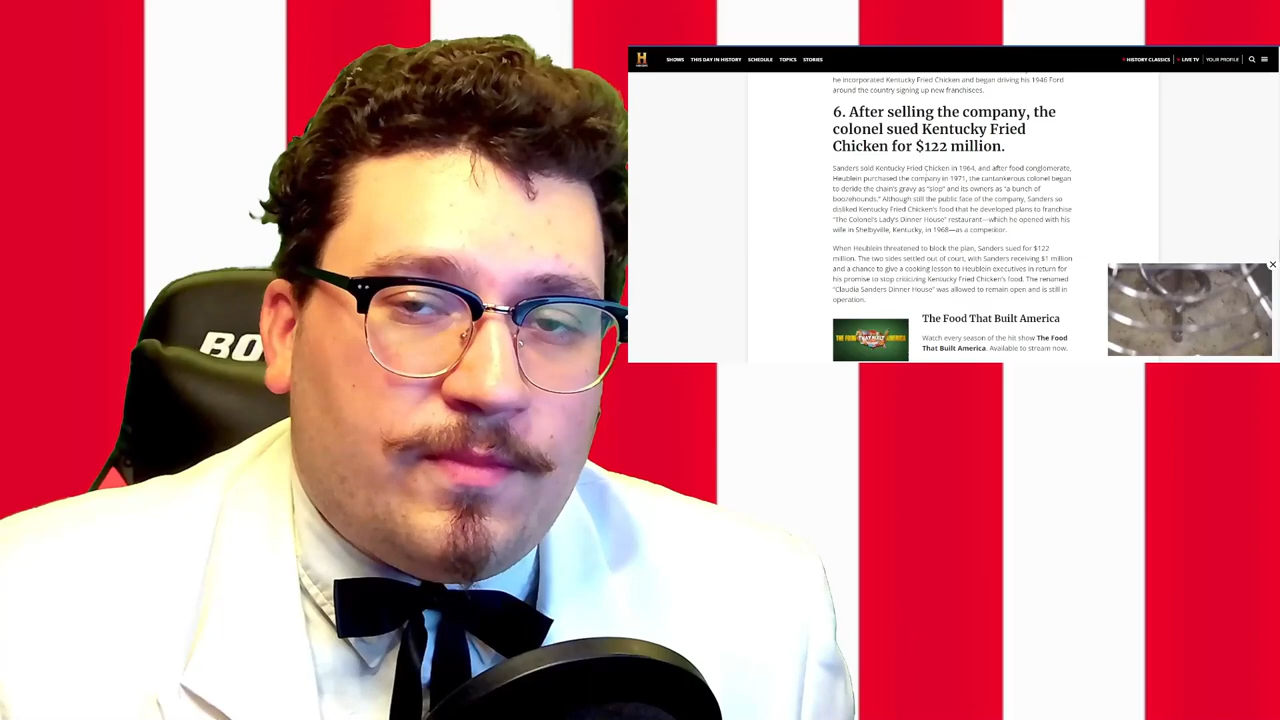 BO
H
HISTORY
SHOWS THIS DAY IN HISTORY SCHEDULE TOPICS STORIES
HISTORY CLASSICS LIVE TV YOUR PROFILE
he incorporated Kentucky Fried Chicken and began driving his 1946 Ford
around the country signing up new franchisees.
6. After selling the company, the
colonel sued Kentucky Fried
Chicken for $122 million.
Sanders sold Kentucky Fried Chicken in 1964, and after food conglomerate,
Heublein purchased the company in 1971, the cantankerous colonel began
to deride the chain's gravy as "slop" and its owners as "a bunch of
boozehounds." Although still the public face of the company, Sanders so
disliked Kentucky Fried Chicken's food that he developed plans to franchise
"The Colonel's Lady's Dinner House" restaurant—which he opened with his
wife in Shelbyville, Kentucky, in 1968—as a competitor.
When Heublein threatened to block the plan, Sanders sued for $122
million. The two sides settled out of court, with Sanders receiving $1 million
and a chance to give a cooking lesson to Heublein executives in return for
his promise to stop criticizing Kentucky Fried Chicken's food. The renamed
"Claudia Sanders Dinner House" was allowed to remain open and is still in
operation.
THE FOOD THAT BUILT AMERICA
The Food That Built America
Watch every season of the hit show The Food
That Built America. Available to stream now.